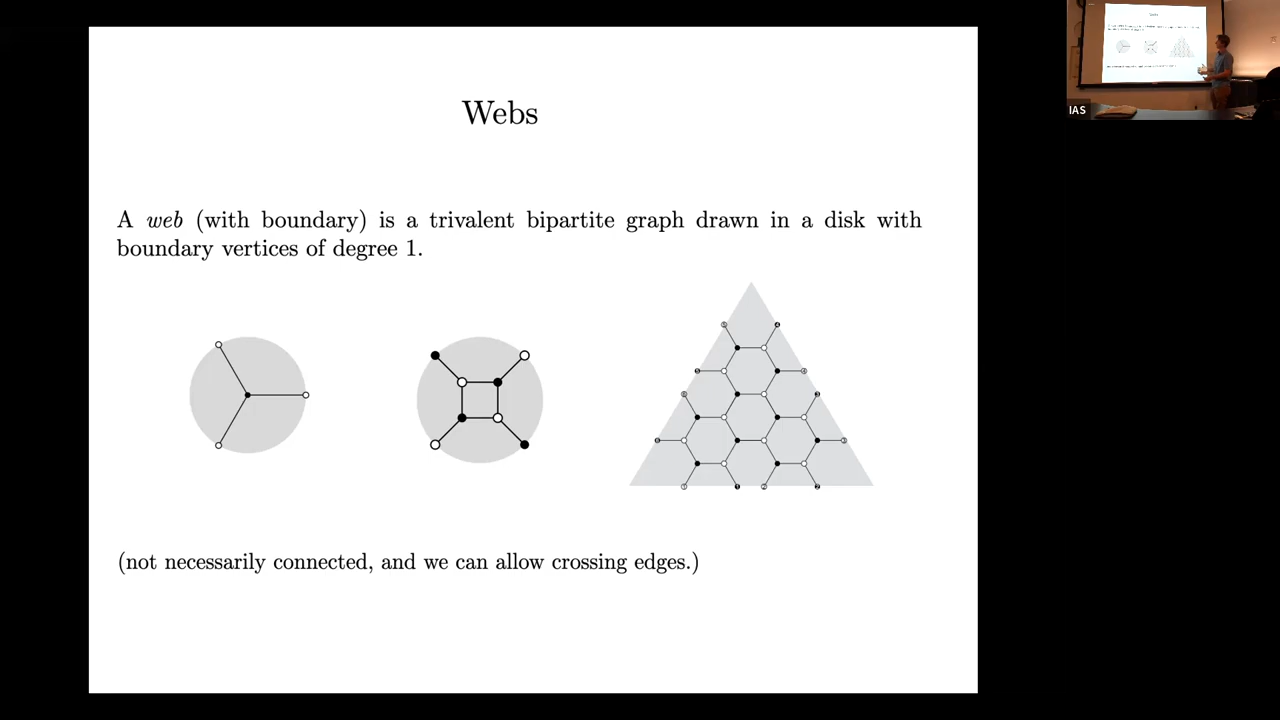 Webs
A web (with boundary) is a trivalent bipartite graph drawn in a disk with
boundary vertices of degree 1.
(not necessarily connected, and we can allow crossing edges.)
IAS